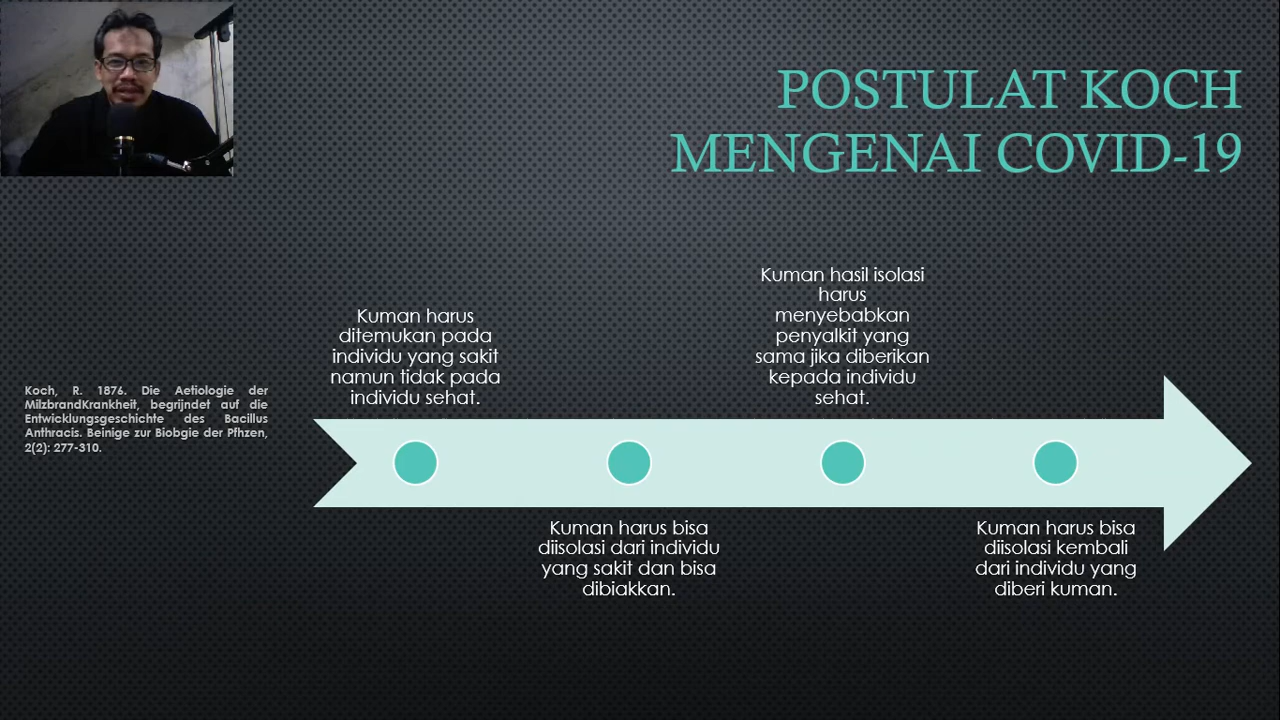 POSTULAT KOCH
MENGENAI COVID-19
Kuman harus
ditemukan pada
individu yang sakit
namun tidak pada
individu sehat.
Kuman hasil isolasi
harus
menyebabkan
penyalkit yang
sama jika diberikan
kepada individu
sehat.
Koch, R. 1876. Die Aetiologie der
MilzbrandKrankheit, begrijndet auf die
Entwicklungsgeschichte des Bacillus
Anthracis. Beinige zur Biobgie der Pfhzen,
2(2): 277-310.
Kuman harus bisa
diisolasi dari individu
yang sakit dan bisa
dibiakkan.
Kuman harus bisa
diisolasi kembali
dari individu yang
diberi kuman.